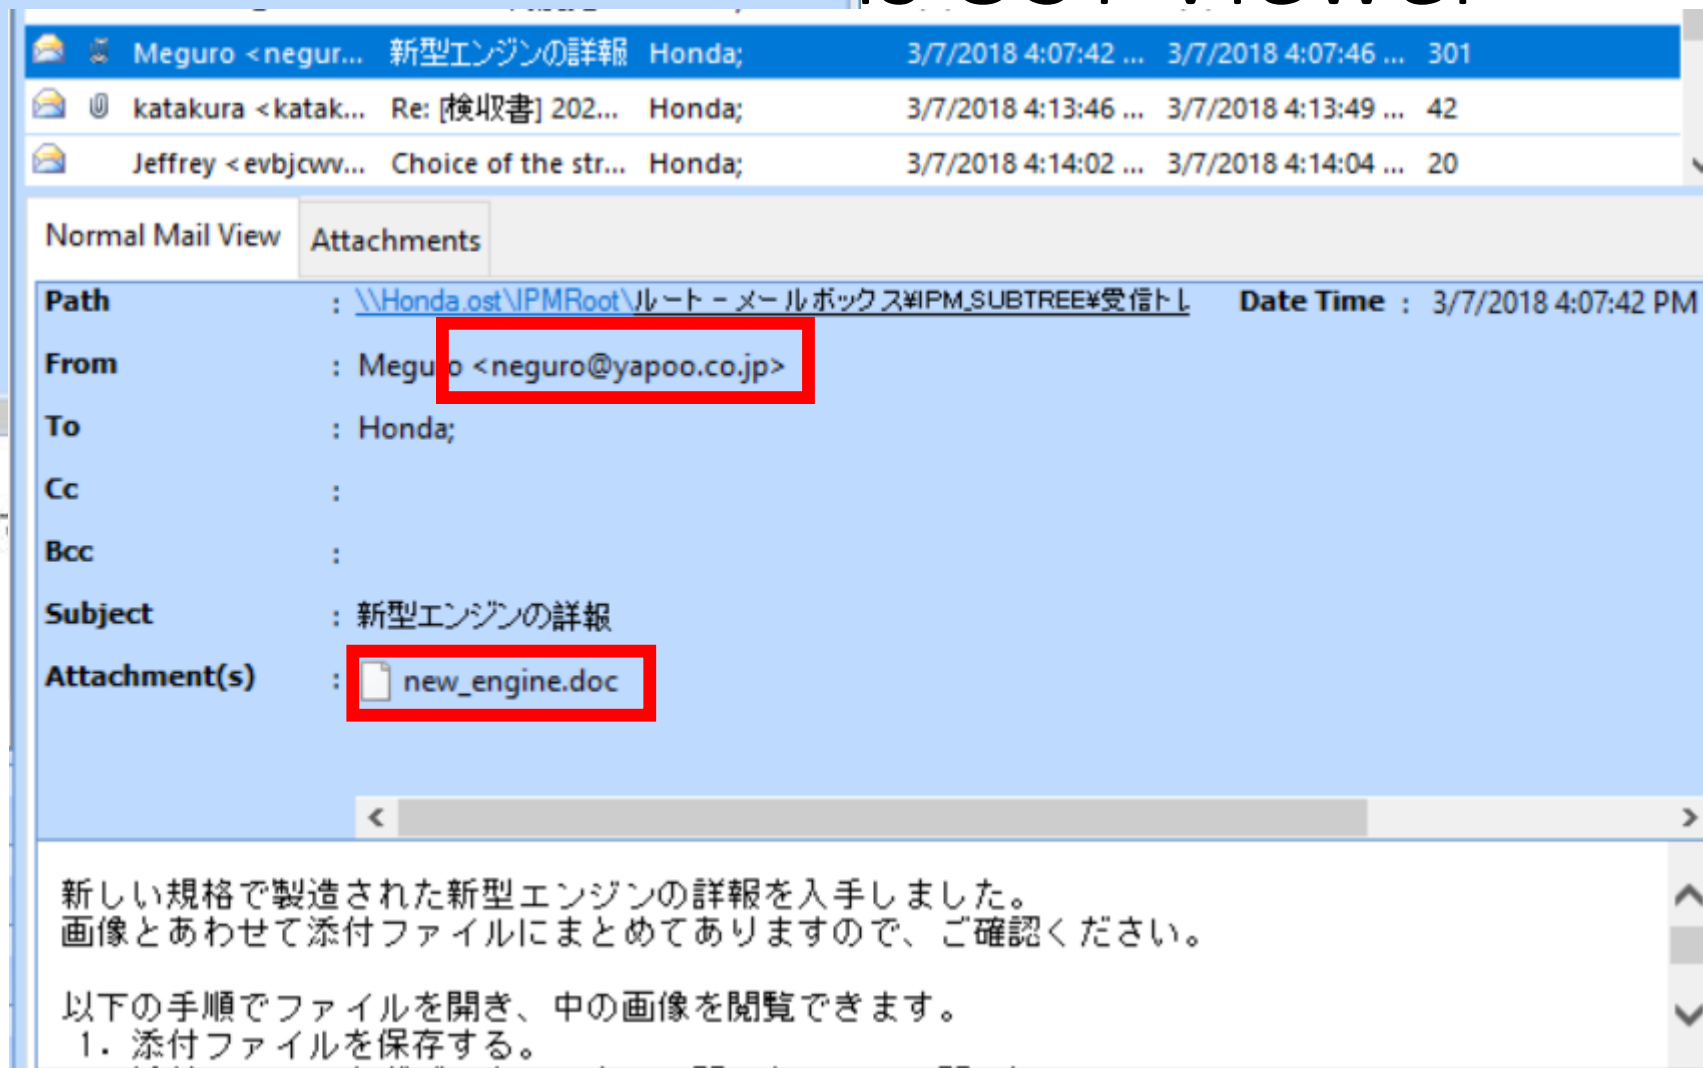 OST Viewer
Meguro <negur... 新型エンジンの詳報 Honda; 3/7/2018 4:07:42 ... 3/7/2018 4:07:46 ... 301
katakura <katak... Re: [検収書] 202... Honda; 3/7/2018 4:13:46 ... 3/7/2018 4:13:49 ... 42
Jeffrey <evbjcwv... Choice of the str... Honda; 3/7/2018 4:14:02 ... 3/7/2018 4:14:04 ... 20
Normal Mail View Attachments
Path : \\Honda.ost\IPMRoot\ルート - メールボックス¥IPM_SUBTREE¥受信トレ Date Time : 3/7/2018 4:07:42 PM
From : Meguro <neguro@yapoo.co.jp>
To : Honda;
Cc :
Bcc :
Subject : 新型エンジンの詳報
Attachment(s) : new_engine.doc
新しい規格で製造された新型エンジンの詳報を入手しました。
画像とあわせて添付ファイルにまとめてありますので、ご確認ください。
以下の手順でファイルを開き、中の画像を閲覧できます。
1. 添付ファイルを保存する。